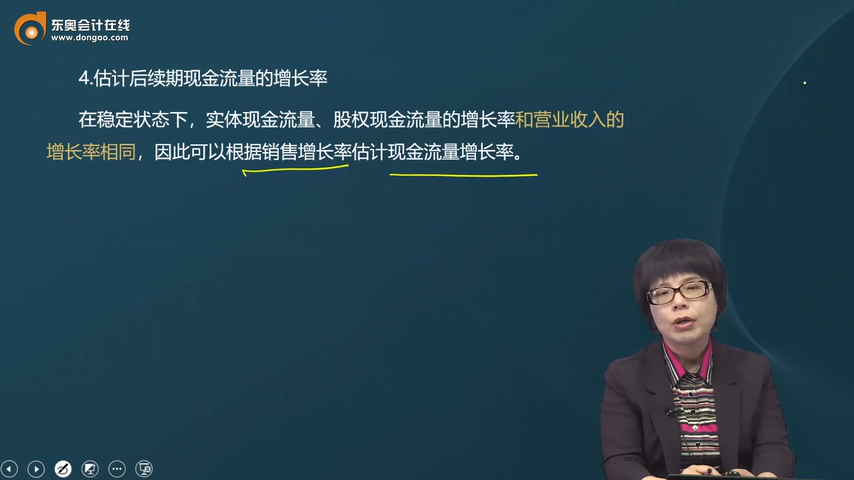 东奥会计在线
www.dongao.com
4.估计后续期现金流量的增长率
在稳定状态下，实体现金流量、股权现金流量的增长率和营业收入的
增长率相同，因此可以根据销售增长率估计现金流量增长率。